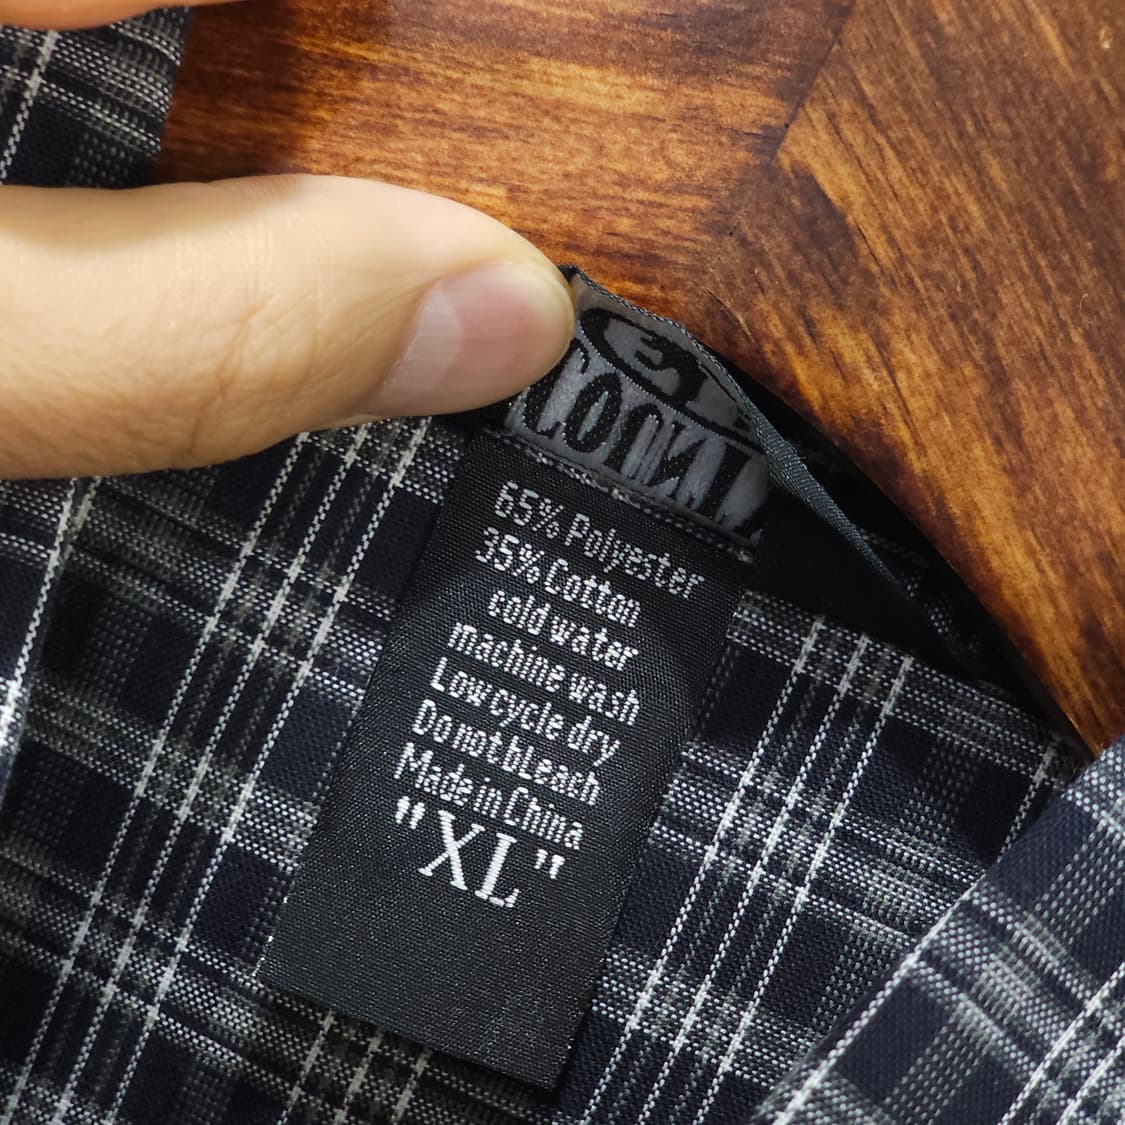 65% Polyester
35% Cotton
cold water
machine wash
Low cycle dry
Do not bLeach
Made in China
"XL"